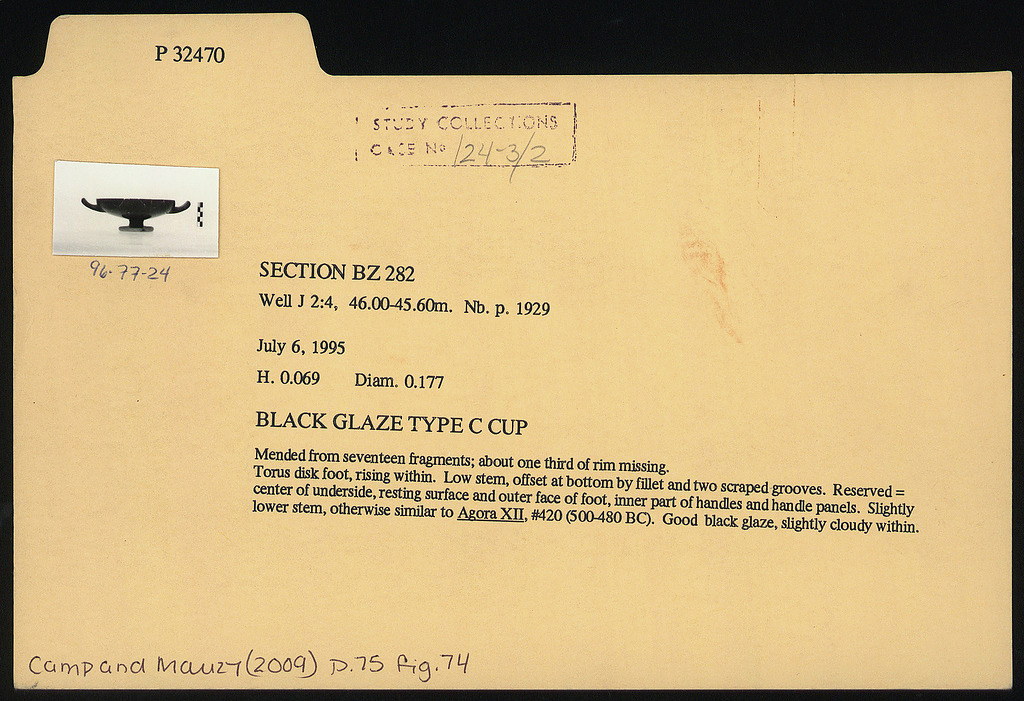 P 32470
STUDY COLLECTIONS
CASE No 124-3/2
96-77-24
SECTION BZ 282
Well J 2:4, 46.00-45.60m. Nb. p. 1929
July 6, 1995
H. 0.069 Diam. 0.177
BLACK GLAZE TYPE C CUP
Mended from seventeen fragments; about one third of rim missing.
Torus disk foot, rising within. Low stem, offset at bottom by fillet and two scraped grooves. Reserved =
center of underside, resting surface and outer face of foot, inner part of handles and handle panels. Slightly
lower stem, otherwise similar to Agora XII, #420 (500-480 BC). Good black glaze, slightly cloudy within.
Camp and Mauzy (2009) p.75 fig.74